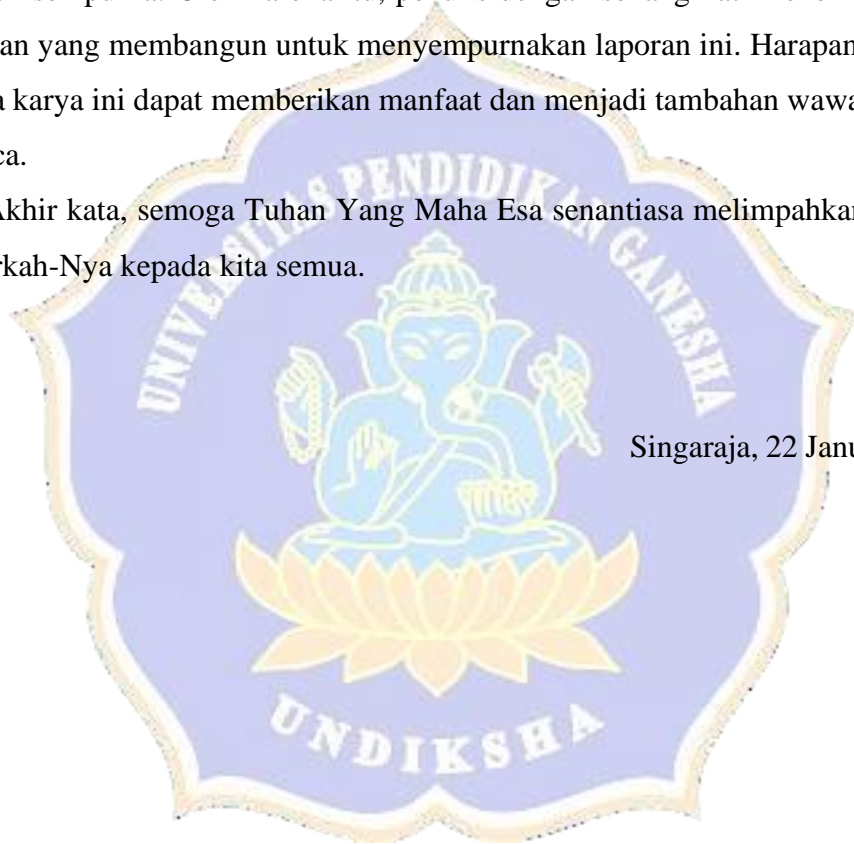 an yang membangun untuk menyempurnakan laporan ini. Harapan
a karya ini dapat memberikan manfaat dan menjadi tambahan wawa
ca.
Akhir kata, semoga Tuhan Yang Maha Esa senantiasa melimpahkan
rkah-Nya kepada kita semua.
UNIVERSITAS PENDIDIKAN GANESHA
Singaraja, 22 Janu
UNDIKSHA